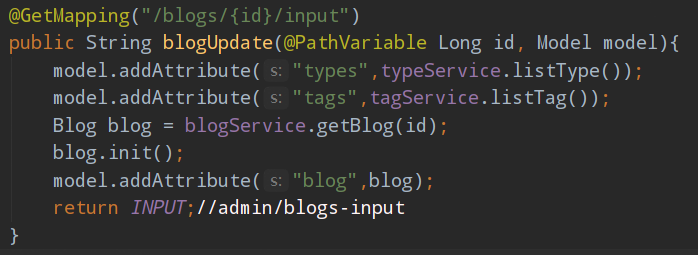 @GetMapping("/blogs/{id}/input")
public String blogUpdate(@PathVariable Long id, Model model){
    model.addAttribute( s: "types",typeService.listType());
    model.addAttribute( s: "tags",tagService.listTag());
    Blog blog = blogService.getBlog(id);
    blog.init();
    model.addAttribute( s: "blog",blog);
    return INPUT;//admin/blogs-input
}